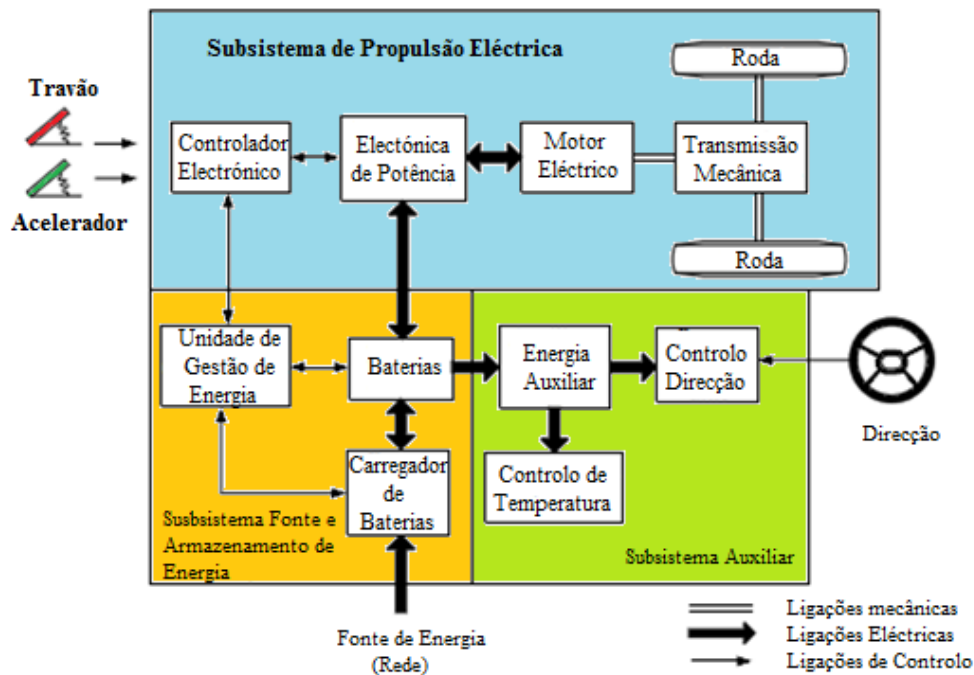 Subsistema de Propulsão Eléctrica
Travão
Acelerador
Controlador
Electrónico
Electónica
de Potência
Motor
Eléctrico
Transmissão
Mecânica
Roda
Roda
Unidade de
Gestão de
Energia
Baterias
Carregador
de
Baterias
Susbsistema Fonte e
Armazenamento de
Energia
Energia
Auxiliar
Controlo
Direcção
Controlo de
Temperatura
Subsistema Auxiliar
Direcção
Fonte de Energia
(Rede)
Ligações mecânicas
Ligações Eléctricas
Ligações de Controlo